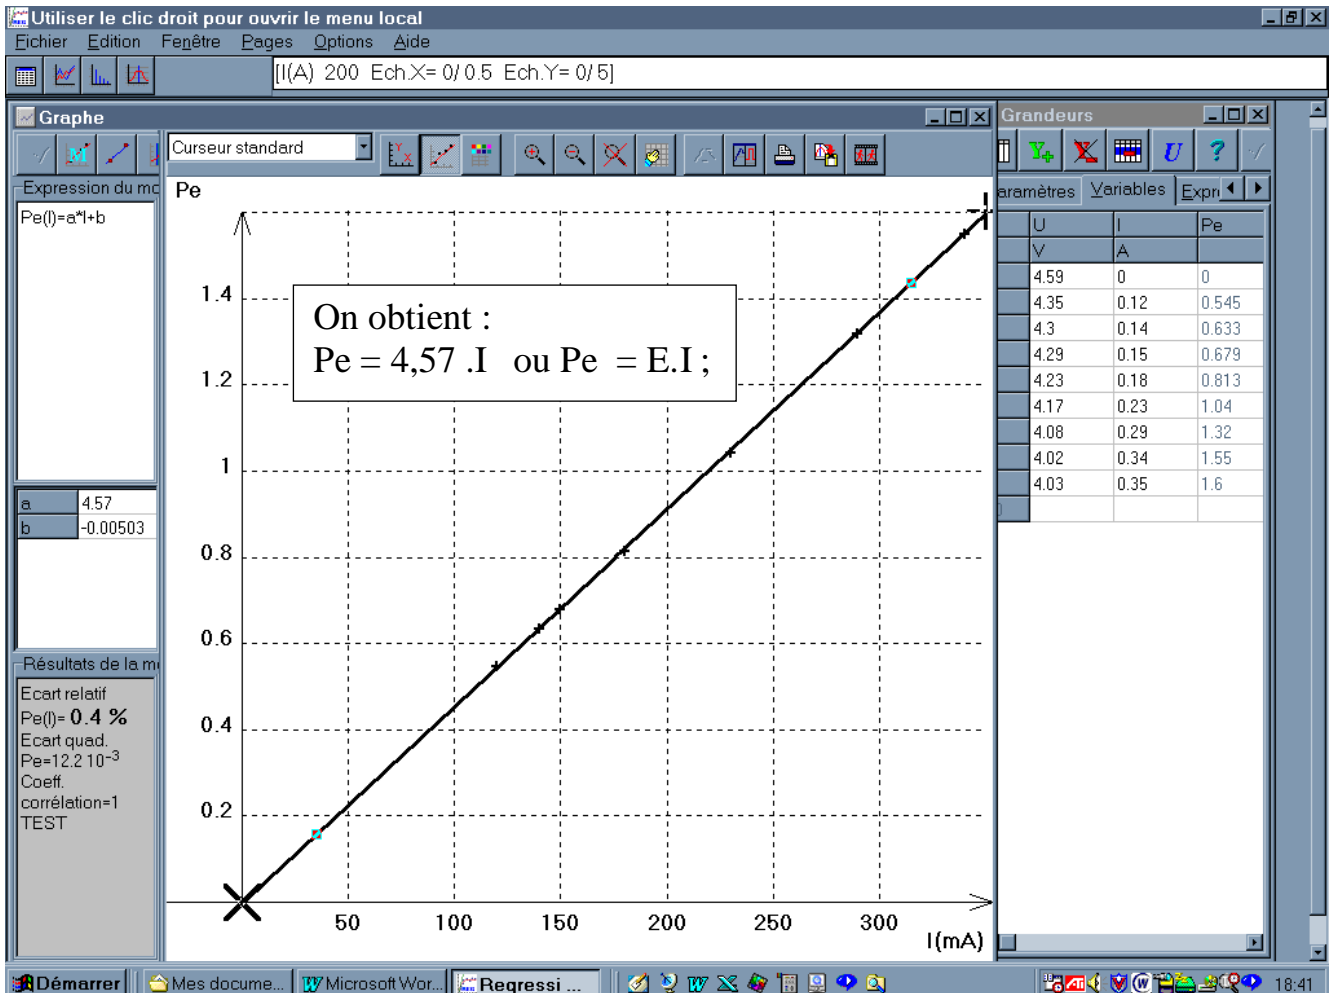 Utiliser le clic droit pour ouvrir le menu local
Fichier Edition Fenêtre Pages Options Aide
[I(A) 200 Ech.X= 0/ 0.5 Ech.Y= 0/ 5]
Graphe
Grandeurs
Curseur standard
Expression du mo
Pe(I)=a*I+b
a 4.57
b -0.00503
Résultats de la m
Ecart relatif
Pe(I)= 0.4 %
Ecart quad.
Pe=12.2 10-3
Coeff.
corrélation=1
TEST
Pe
1.4
1.2
1
0.8
0.6
0.4
0.2
50 100 150 200 250 300
I(mA)
On obtient :
Pe = 4,57 .I ou Pe = E.I ;
aramètres Variables Expr
U I Pe
V A
4.59 0 0
4.35 0.12 0.545
4.3 0.14 0.633
4.29 0.15 0.679
4.23 0.18 0.813
4.17 0.23 1.04
4.08 0.29 1.32
4.02 0.34 1.55
4.03 0.35 1.6
Démarrer Mes docume... Microsoft Wor... Regressi ... 18:41